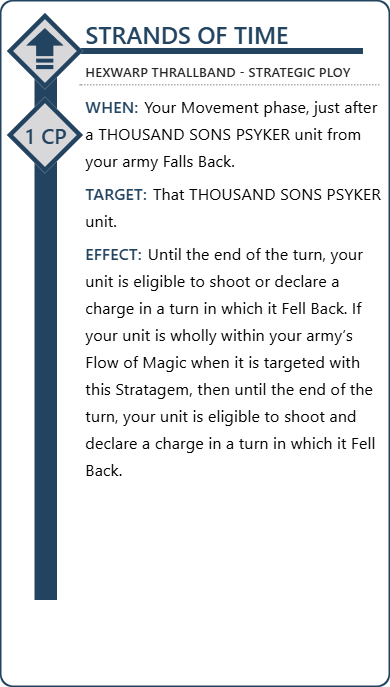 STRANDS OF TIME
HEXWARP THRALLBAND - STRATEGIC PLOY
WHEN: Your Movement phase, just after
1 CP
a THOUSAND SONS PSYKER unit from
your army Falls Back.
TARGET: That THOUSAND SONS PSYKER
unit.
EFFECT: Until the end of the turn, your
unit is eligible to shoot or declare a
charge in a turn in which it Fell Back. If
your unit is wholly within your army’s
Flow of Magic when it is targeted with
this Stratagem, then until the end of the
turn, your unit is eligible to shoot and
declare a charge in a turn in which it Fell
Back.